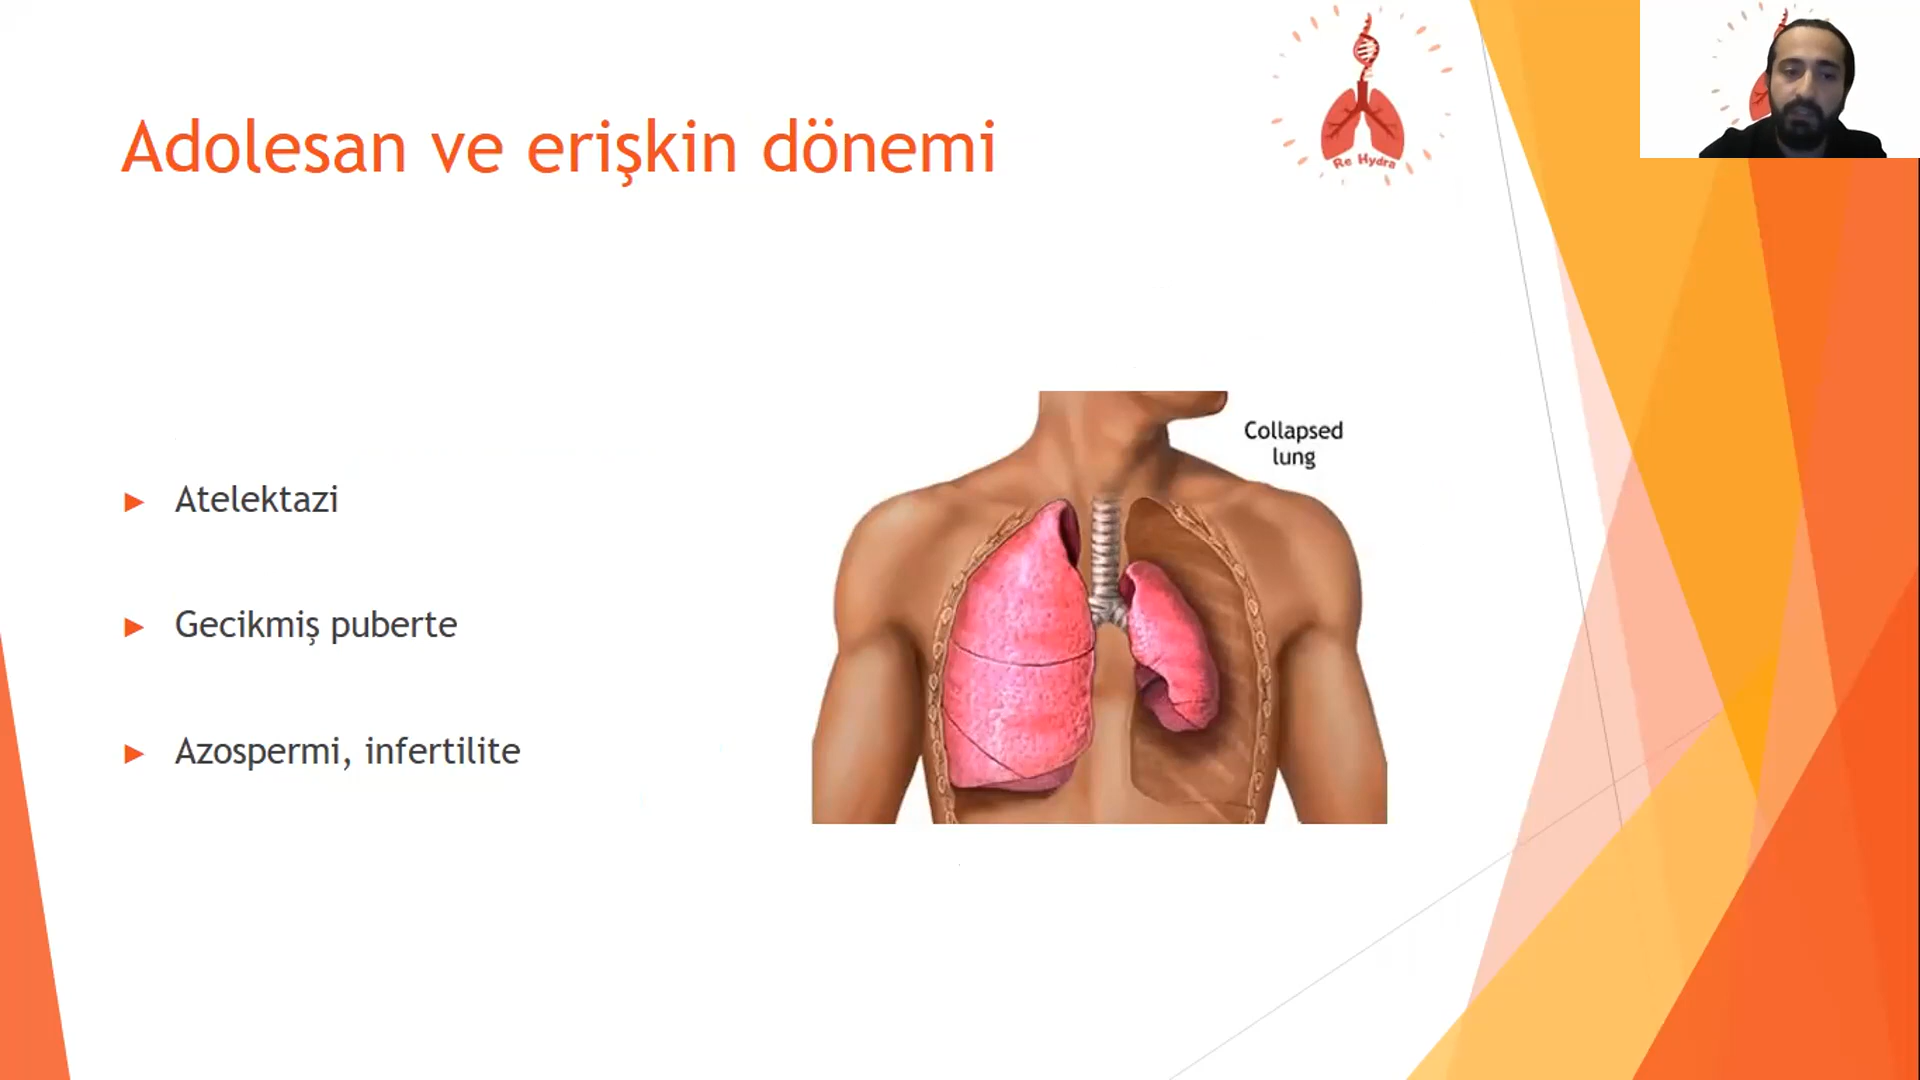 Adolesan ve erişkin dönemi
Re Hydra
Collapsed
lung
Atelektazi
Gecikmiş puberte
Azospermi, infertilite